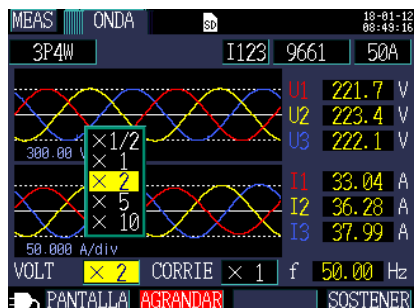 MEAS ONDA SD 18-01-12
08:49:16
3P4W I123 9661 50A
U1 221.7 V
U2 223.4 V
U3 222.1 V
300.00 V
×1/2
× 1
× 2
× 5
× 10
I1 33.04 A
I2 36.28 A
I3 37.99 A
50.000 A/div
VOLT × 2 CORRIE × 1 f 50.00 Hz
PANTALLA AGRANDAR SOSTENER